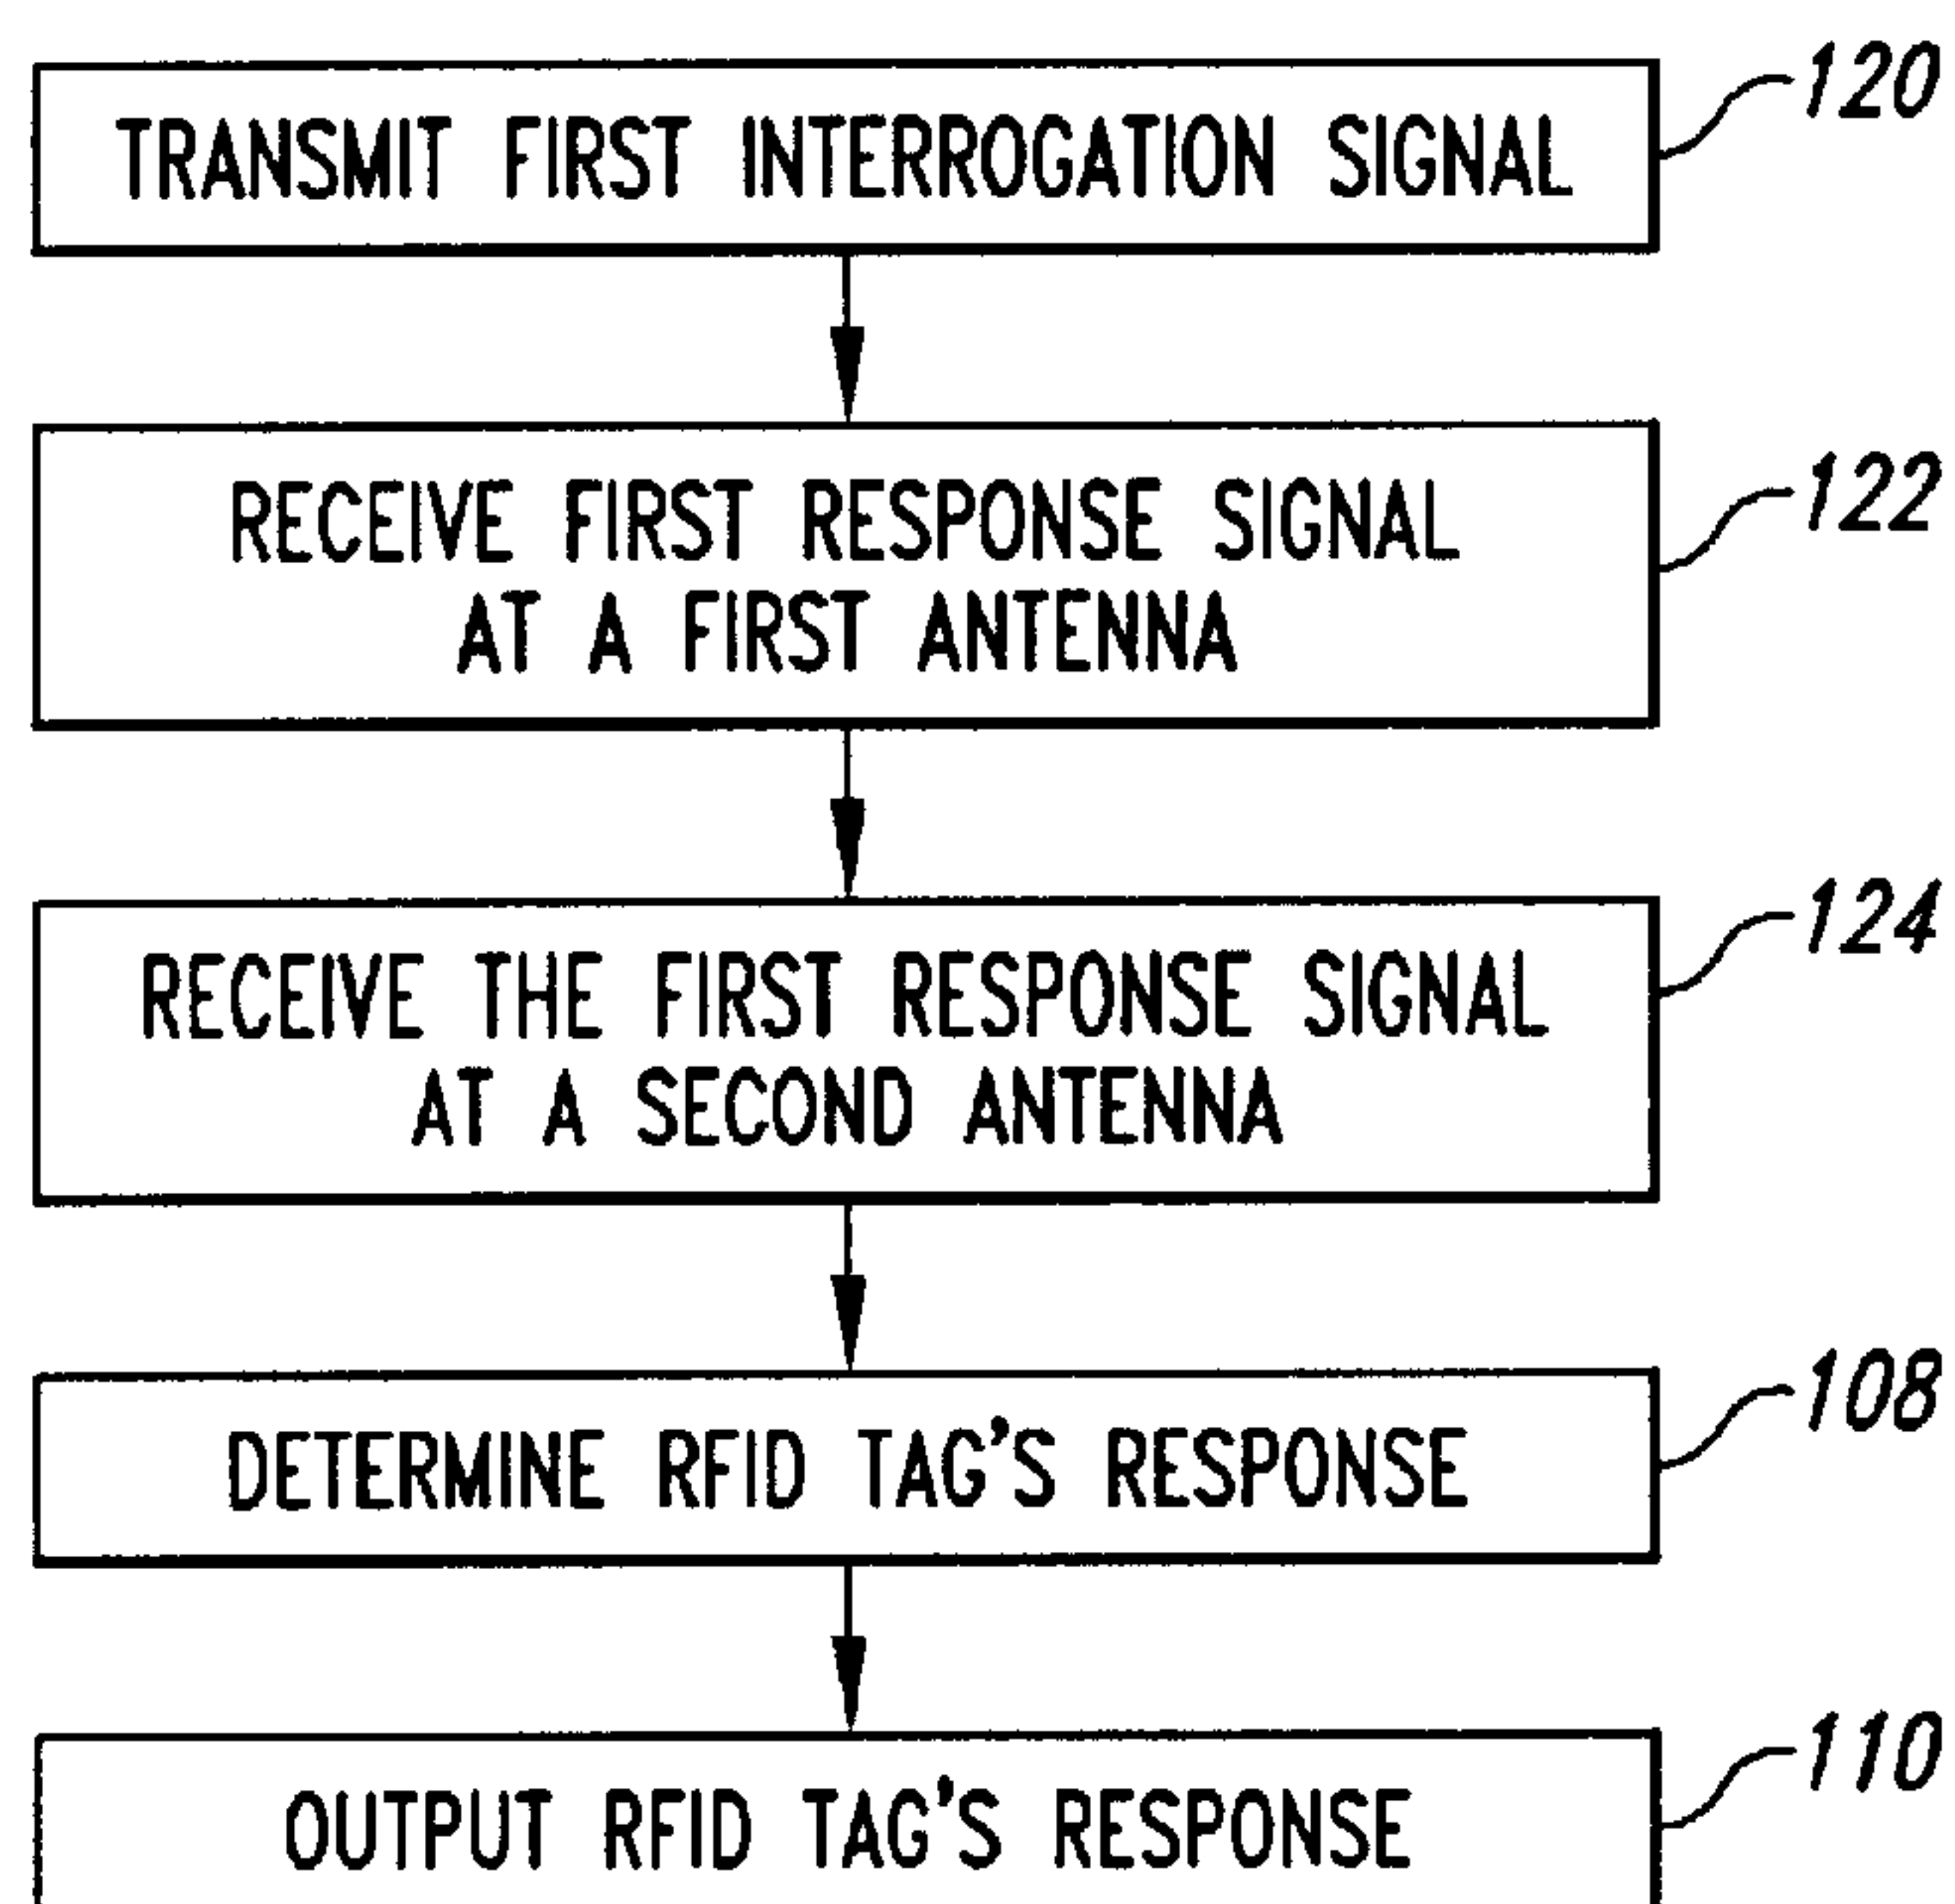 120
TRANSMIT FIRST INTERROGATION SIGNAL
122
RECEIVE FIRST RESPONSE SIGNAL
AT A FIRST ANTENNA
124
RECEIVE THE FIRST RESPONSE SIGNAL
AT A SECOND ANTENNA
108
DETERMINE RFID TAG'S RESPONSE
110
OUTPUT RFID TAG'S RESPONSE